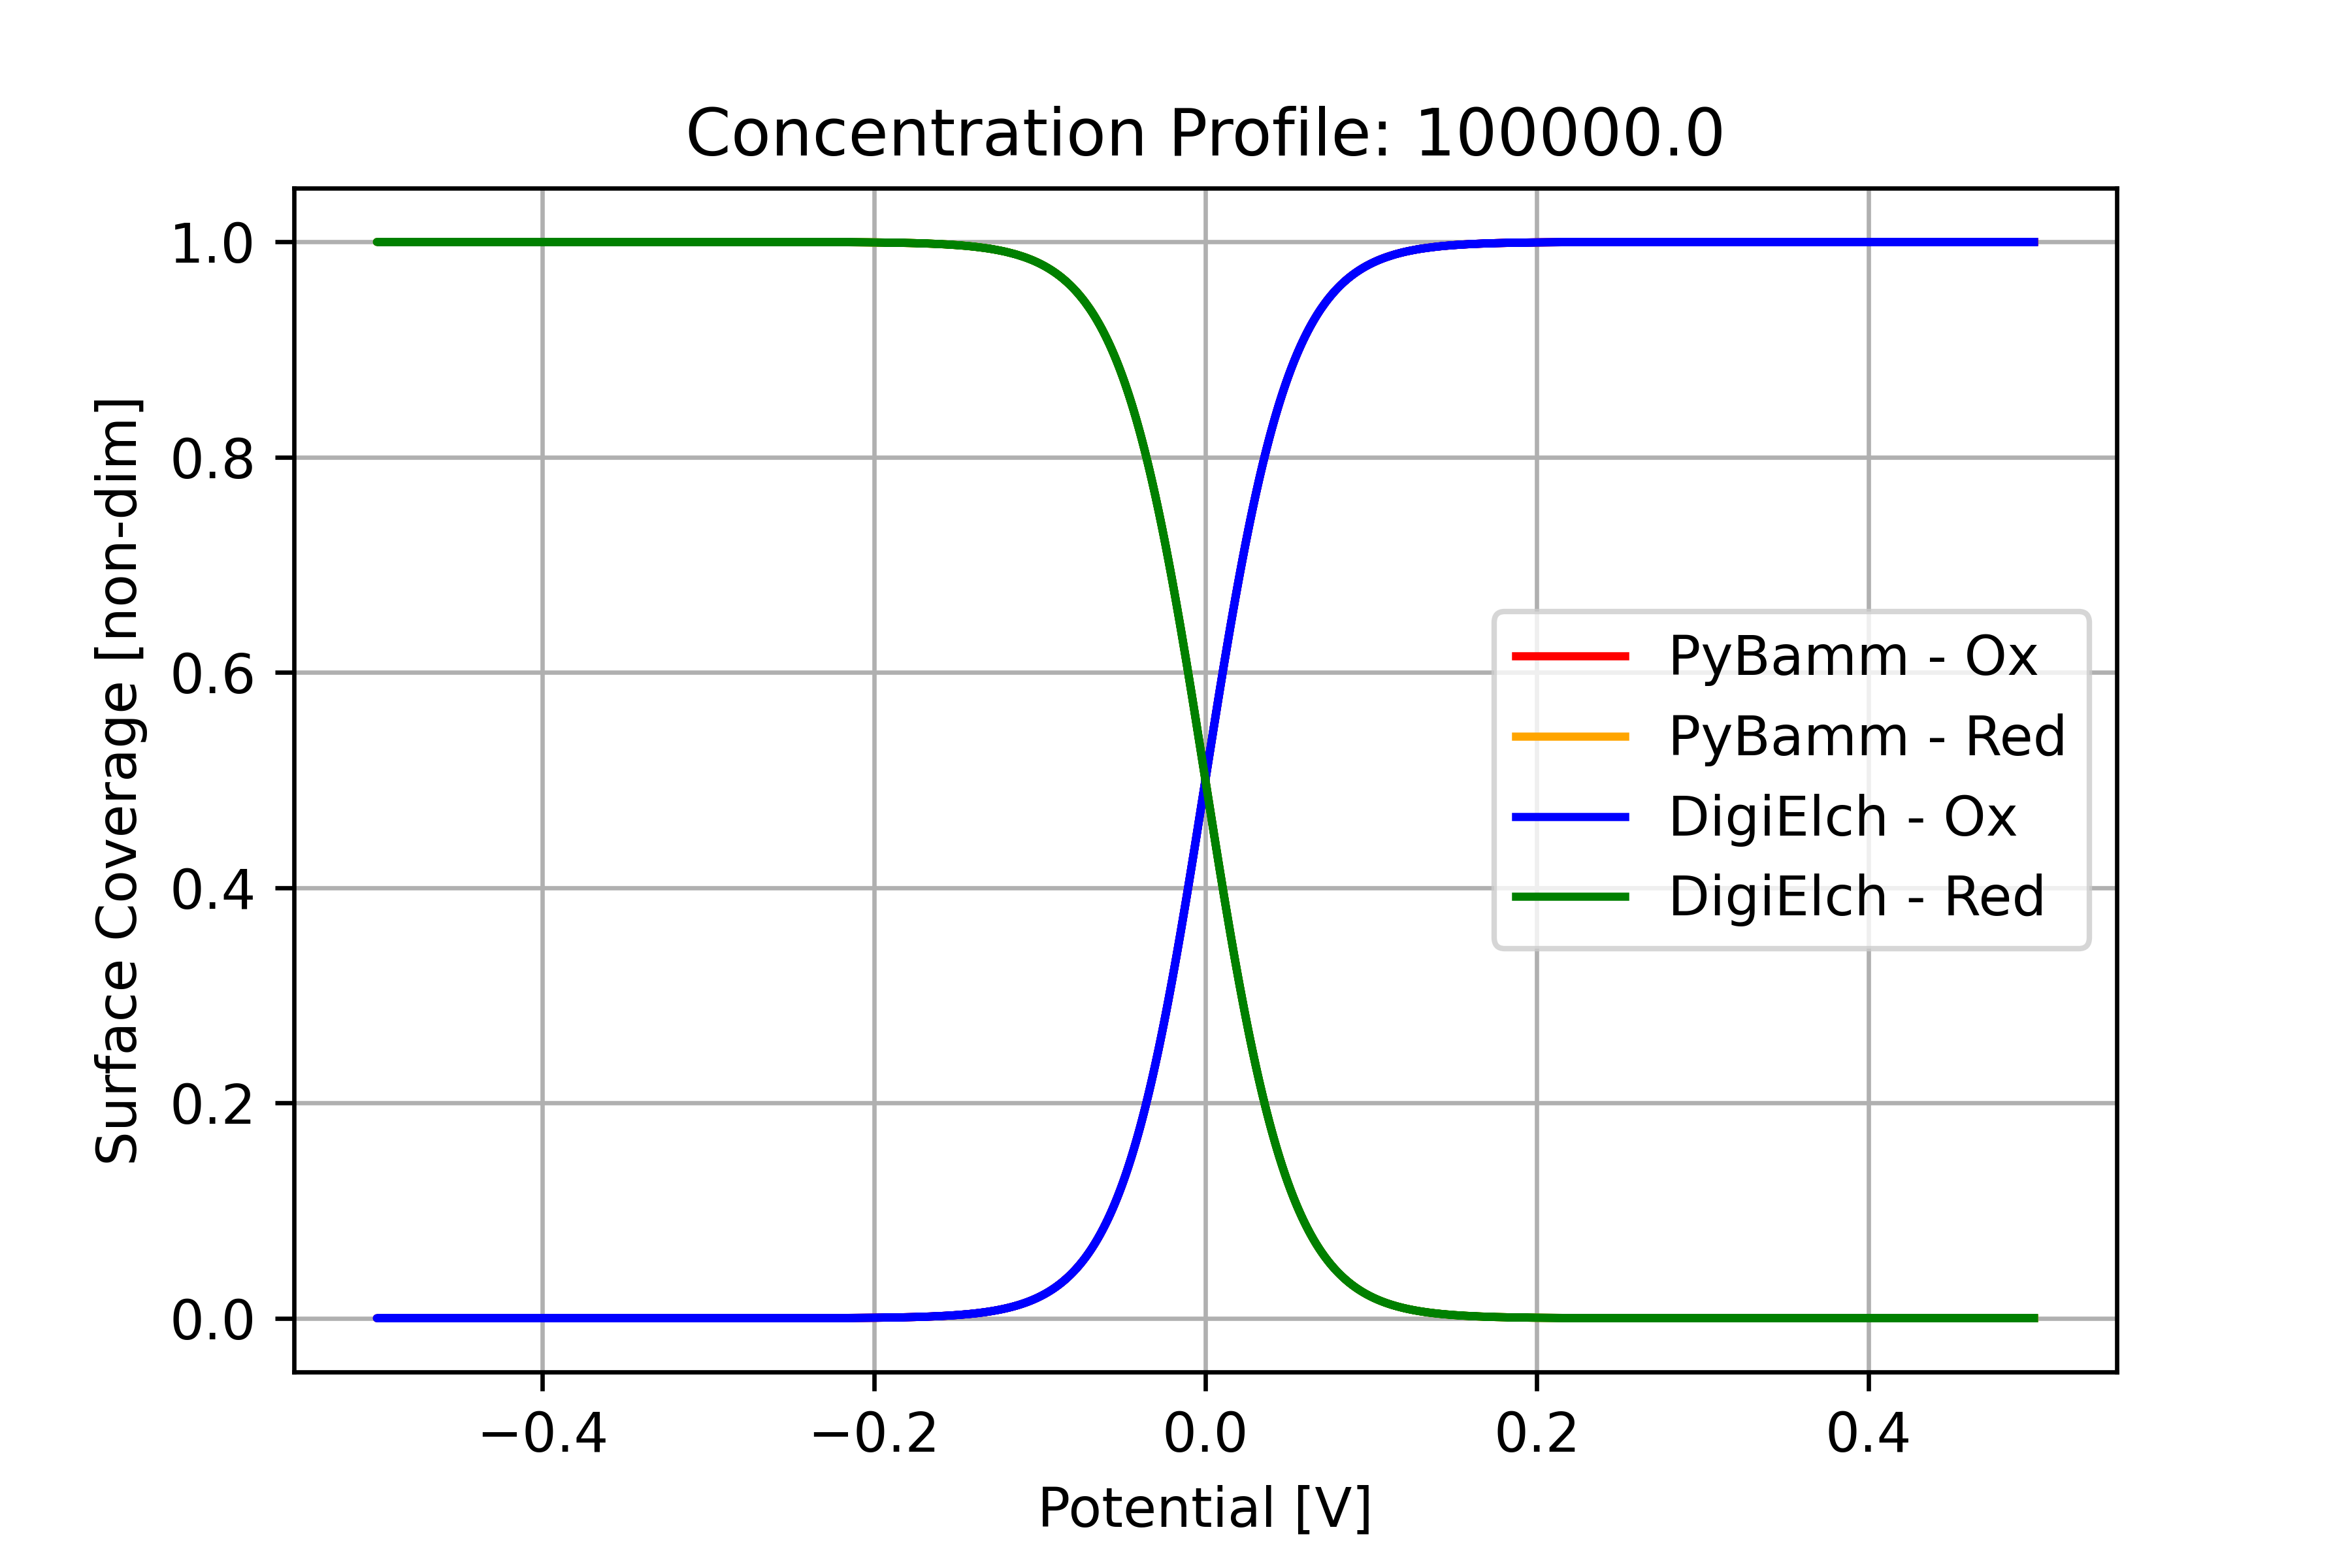 Concentration Profile: 100000.0
Surface Coverage [non-dim]
1.0
0.8
0.6
0.4
0.2
0.0
PyBamm - Ox
PyBamm - Red
DigiElch - Ox
DigiElch - Red
−0.4 −0.2 0.0 0.2 0.4
Potential [V]